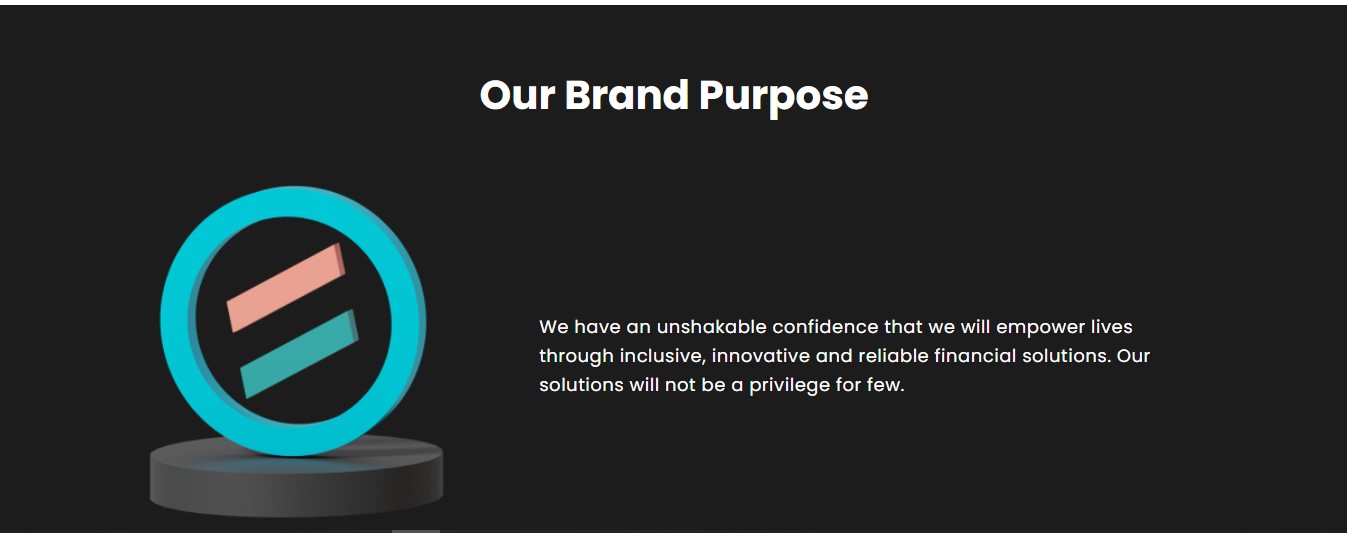 Our Brand Purpose
We have an unshakable confidence that we will empower lives
through inclusive, innovative and reliable financial solutions. Our
solutions will not be a privilege for few.